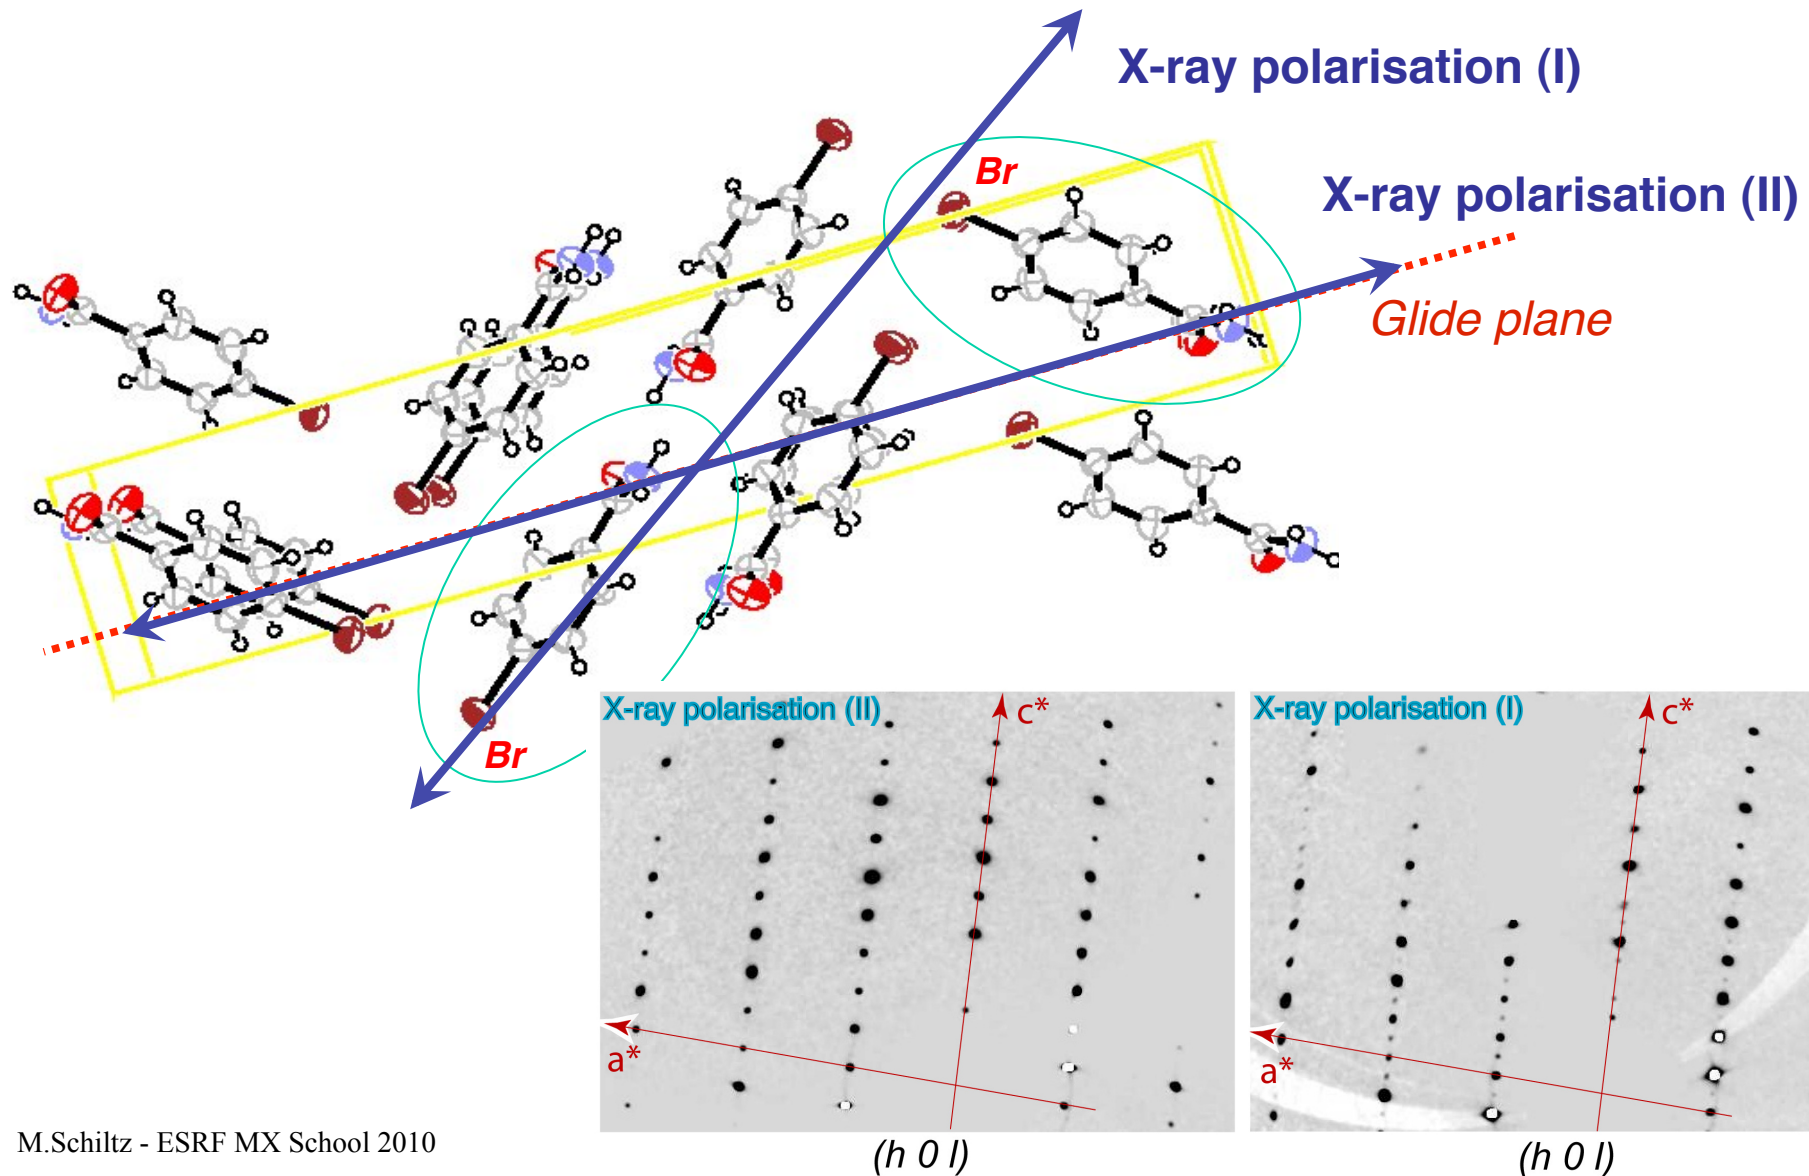 X-ray polarisation (I)
Br
X-ray polarisation (II)
Glide plane
Br
X-ray polarisation (II)
c*
a*
(h 0 l)
X-ray polarisation (I)
c*
a*
(h 0 l)
M.Schiltz - ESRF MX School 2010